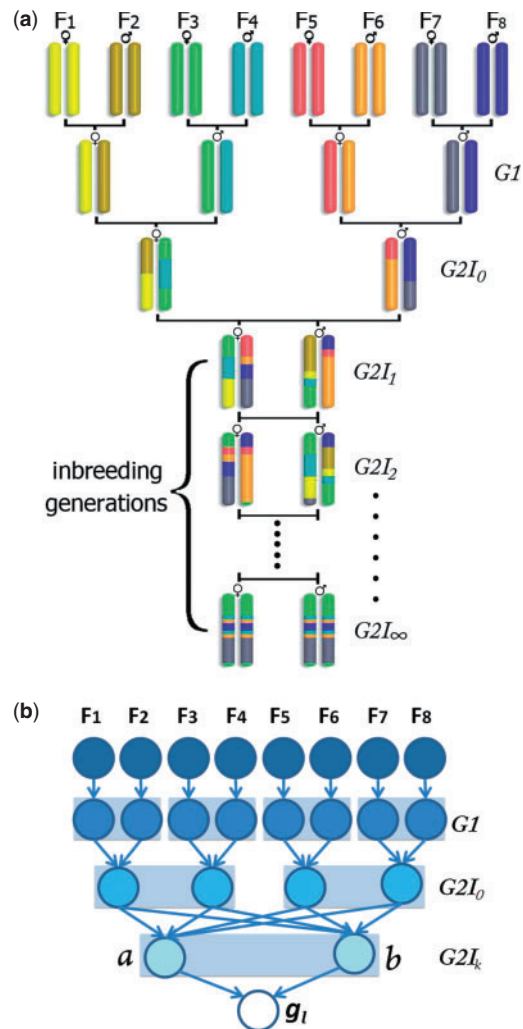 (a)
F1 F2 F3 F4 F5 F6 F7 F8
♀ ♂ ♀ ♂ ♀ ♂ ♀ ♂
♀ ♂ ♀ ♂
G1
♀ ♂
G2I0
♀ ♂
G2I1
inbreeding
generations
♀ ♂
G2I2
♀ ♂
G2I∞
(b)
F1 F2 F3 F4 F5 F6 F7 F8
G1
G2I0
a b G2Ik
gl